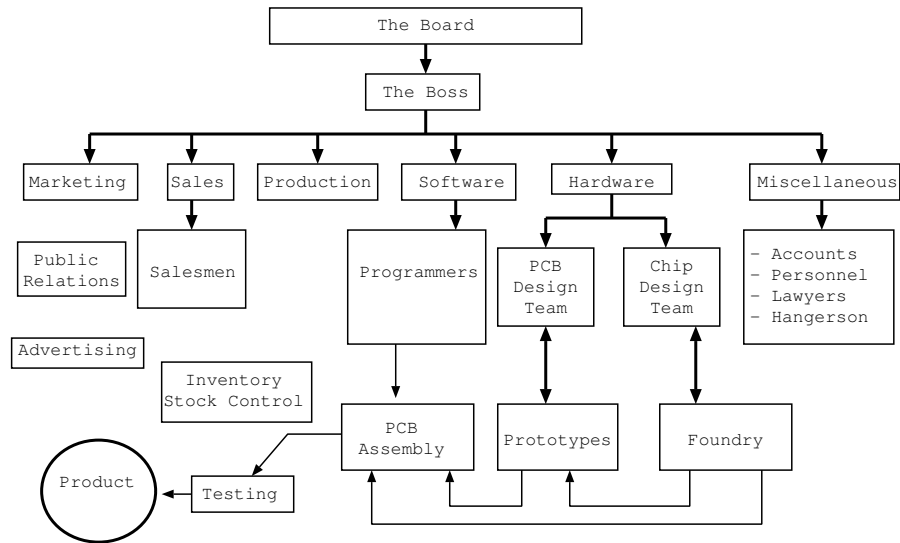 The Board
The Boss
Marketing
Sales
Production
Software
Hardware
Miscellaneous
Public
Relations
Salesmen
Programmers
PCB
Design
Team
Chip
Design
Team
- Accounts
- Personnel
- Lawyers
- Hangerson
Advertising
Inventory
Stock Control
PCB
Assembly
Prototypes
Foundry
Product
Testing